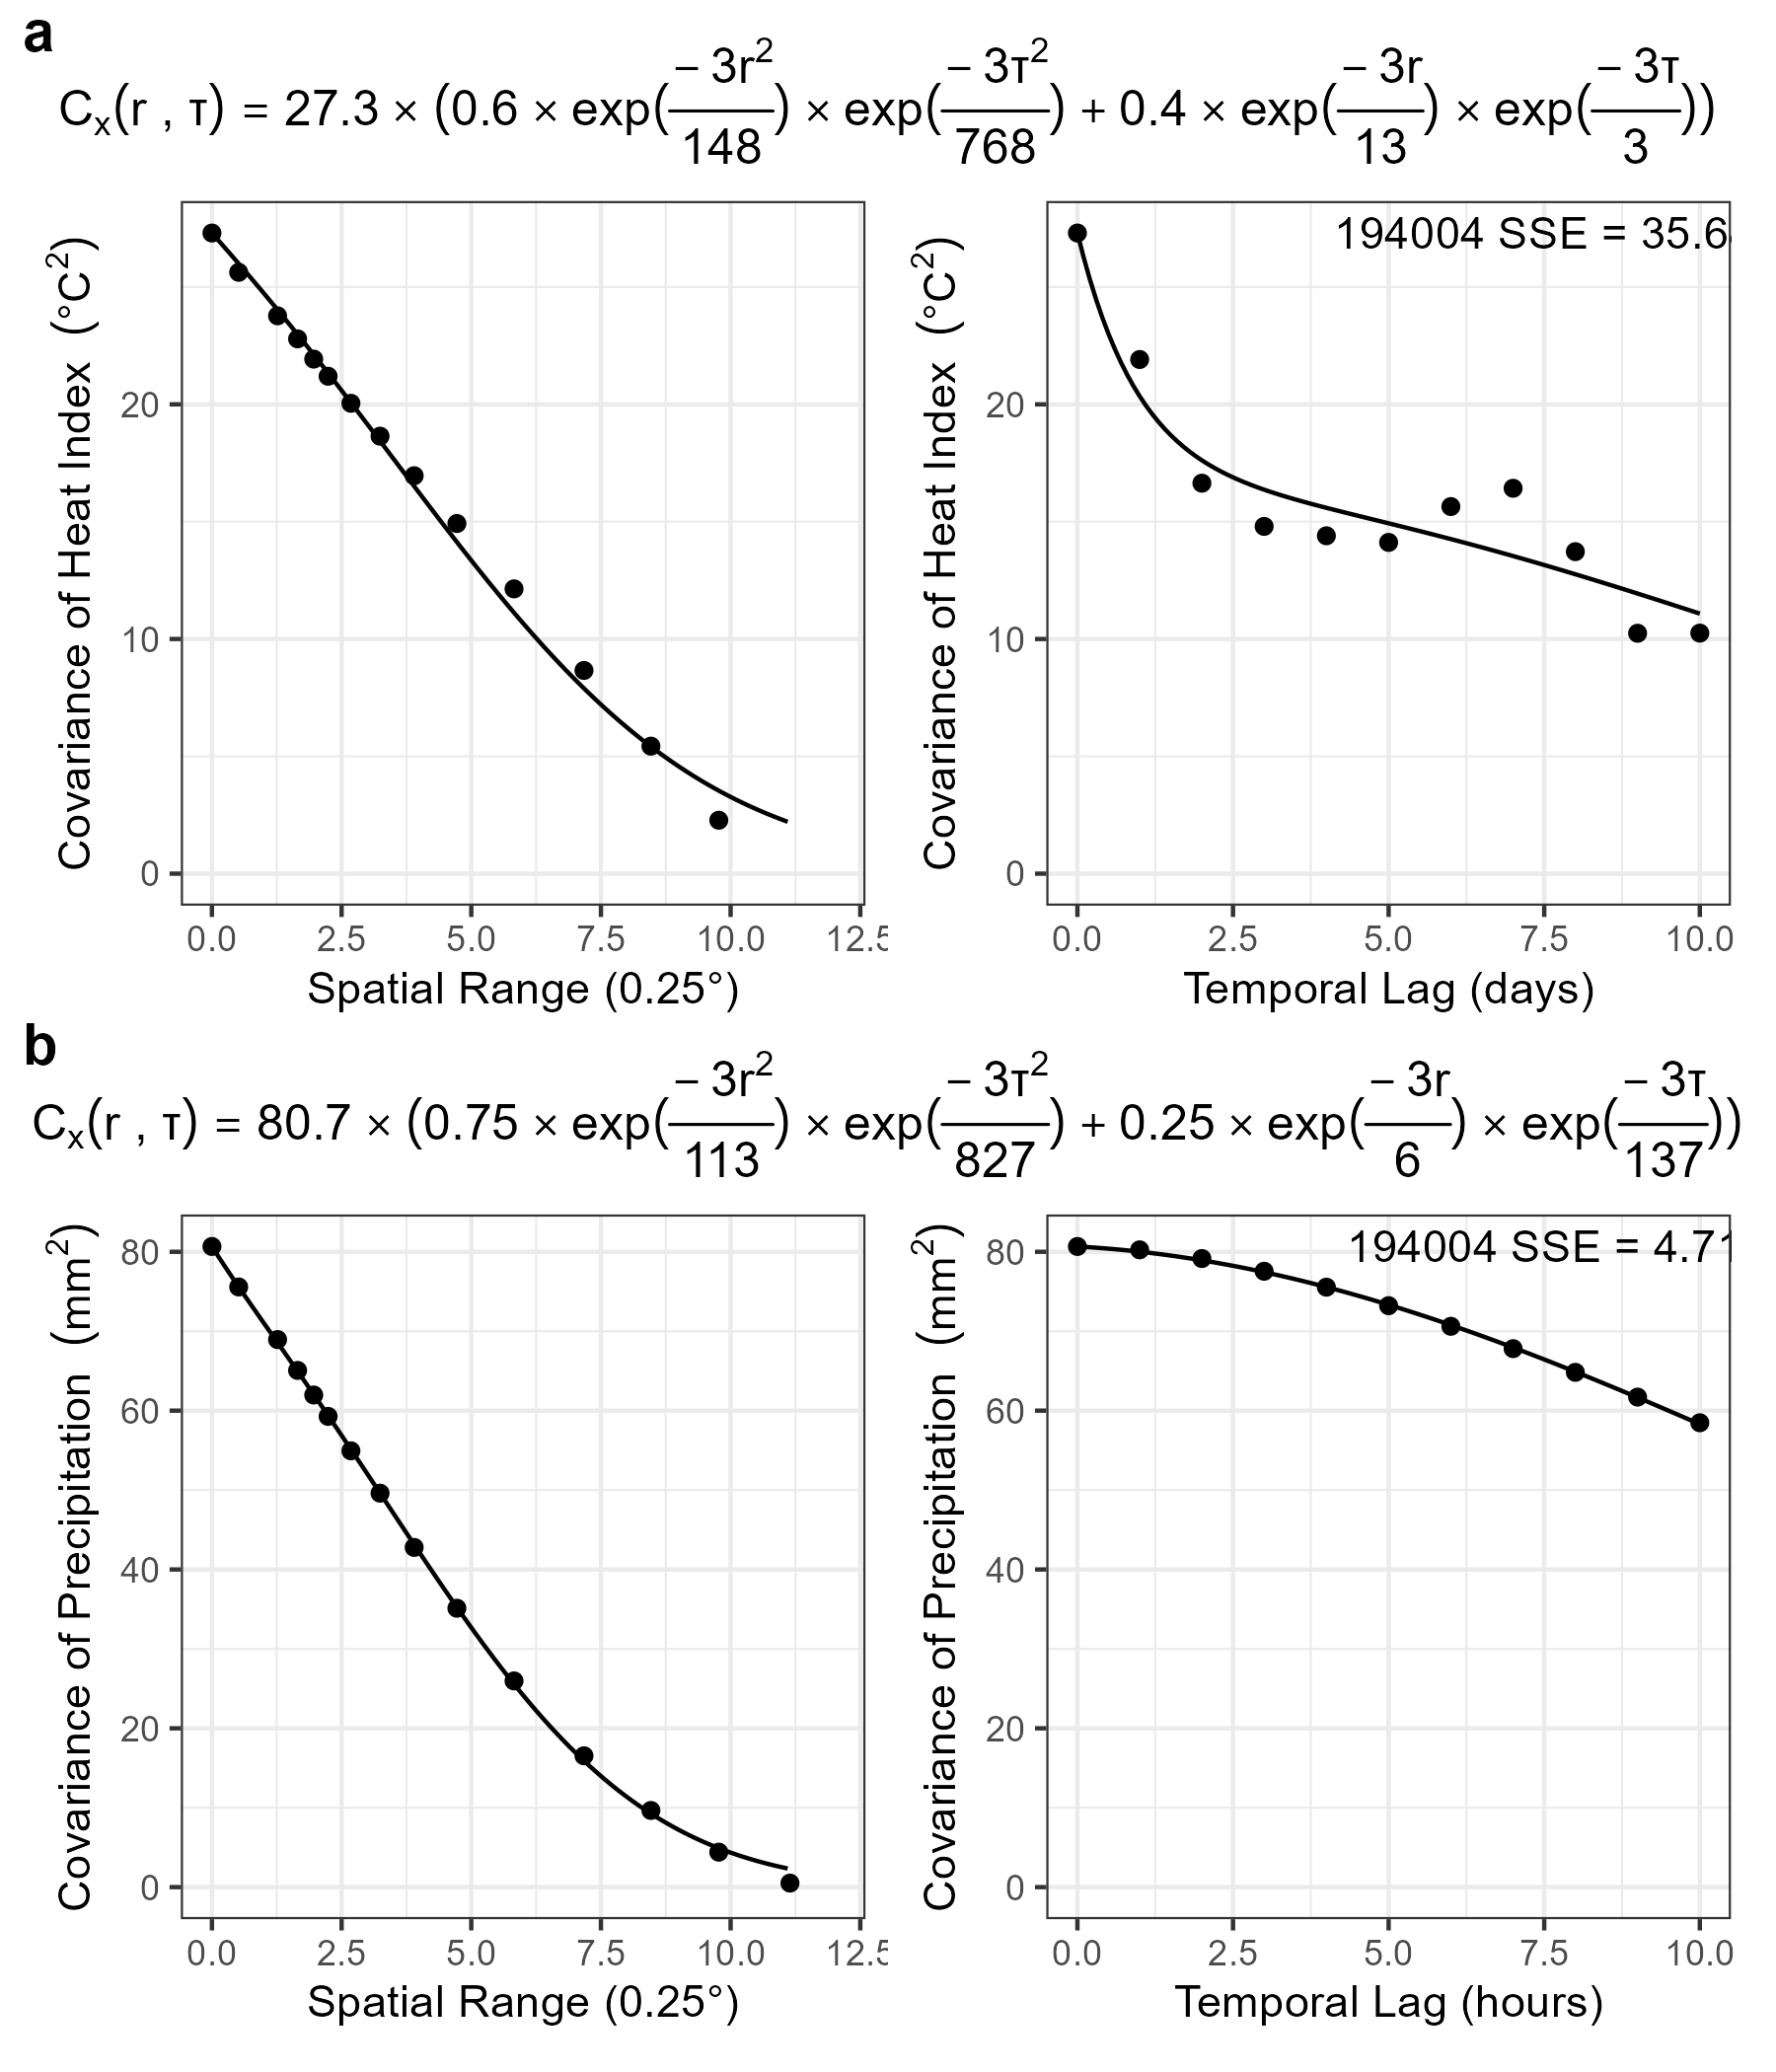 a
Cₓ(r , τ) = 27.3 × (0.6 × exp(− 3r²/148) × exp(− 3τ²/768) + 0.4 × exp(− 3r/13) × exp(− 3τ/3))
Covariance of Heat Index (°C²)
20
10
0
0.0 2.5 5.0 7.5 10.0 12.5
Spatial Range (0.25°)
194004 SSE = 35.6
Covariance of Heat Index (°C²)
20
10
0
0.0 2.5 5.0 7.5 10.0
Temporal Lag (days)
b
Cₓ(r , τ) = 80.7 × (0.75 × exp(− 3r²/113) × exp(− 3τ²/827) + 0.25 × exp(− 3r/6) × exp(− 3τ/137))
Covariance of Precipitation (mm²)
80
60
40
20
0
0.0 2.5 5.0 7.5 10.0 12.5
Spatial Range (0.25°)
194004 SSE = 4.71
Covariance of Precipitation (mm²)
80
60
40
20
0
0.0 2.5 5.0 7.5 10.0
Temporal Lag (hours)